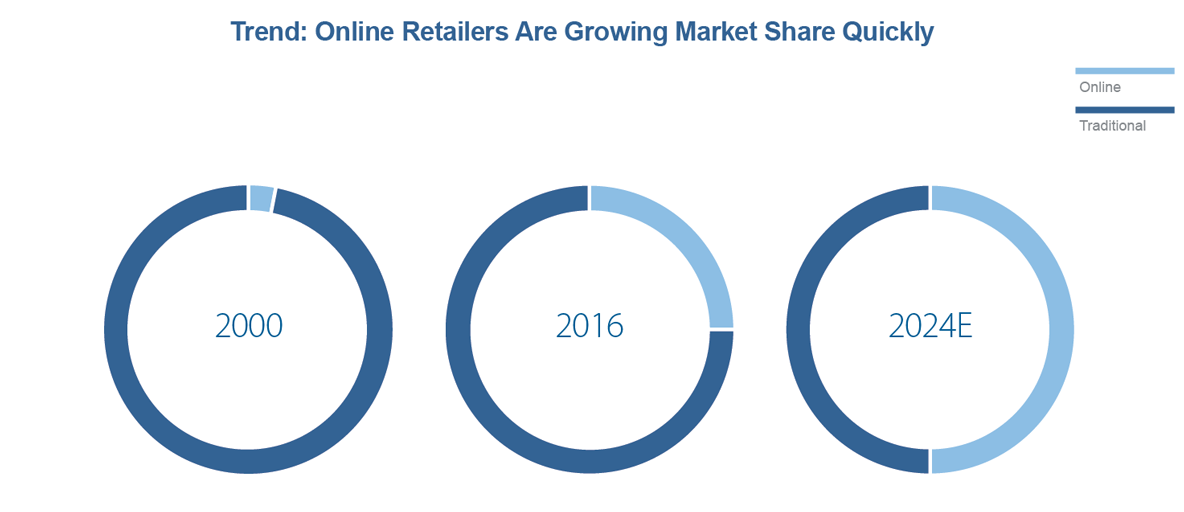 Trend: Online Retailers Are Growing Market Share Quickly
Online
Traditional
2000
2016
2024E